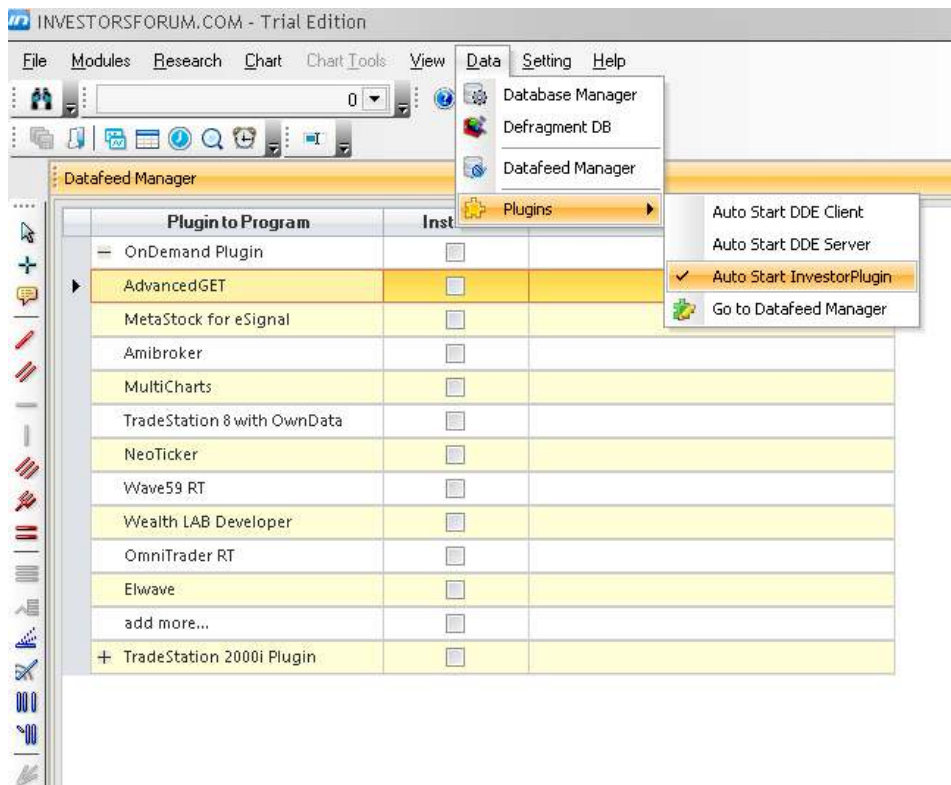 INVESTORSFORUM.COM - Trial Edition
File Modules Research Chart Chart Tools View Data Setting Help
0
Database Manager
Defragment DB
Datafeed Manager
Plugins
Auto Start DDE Client
Auto Start DDE Server
Auto Start InvestorPlugin
Go to Datafeed Manager
Datafeed Manager
Plugin to Program Inst
OnDemand Plugin
AdvancedGET
MetaStock for eSignal
Amibroker
MultiCharts
TradeStation 8 with OwnData
NeoTicker
Wave59 RT
Wealth LAB Developer
OmniTrader RT
Elwave
add more...
TradeStation 2000i Plugin